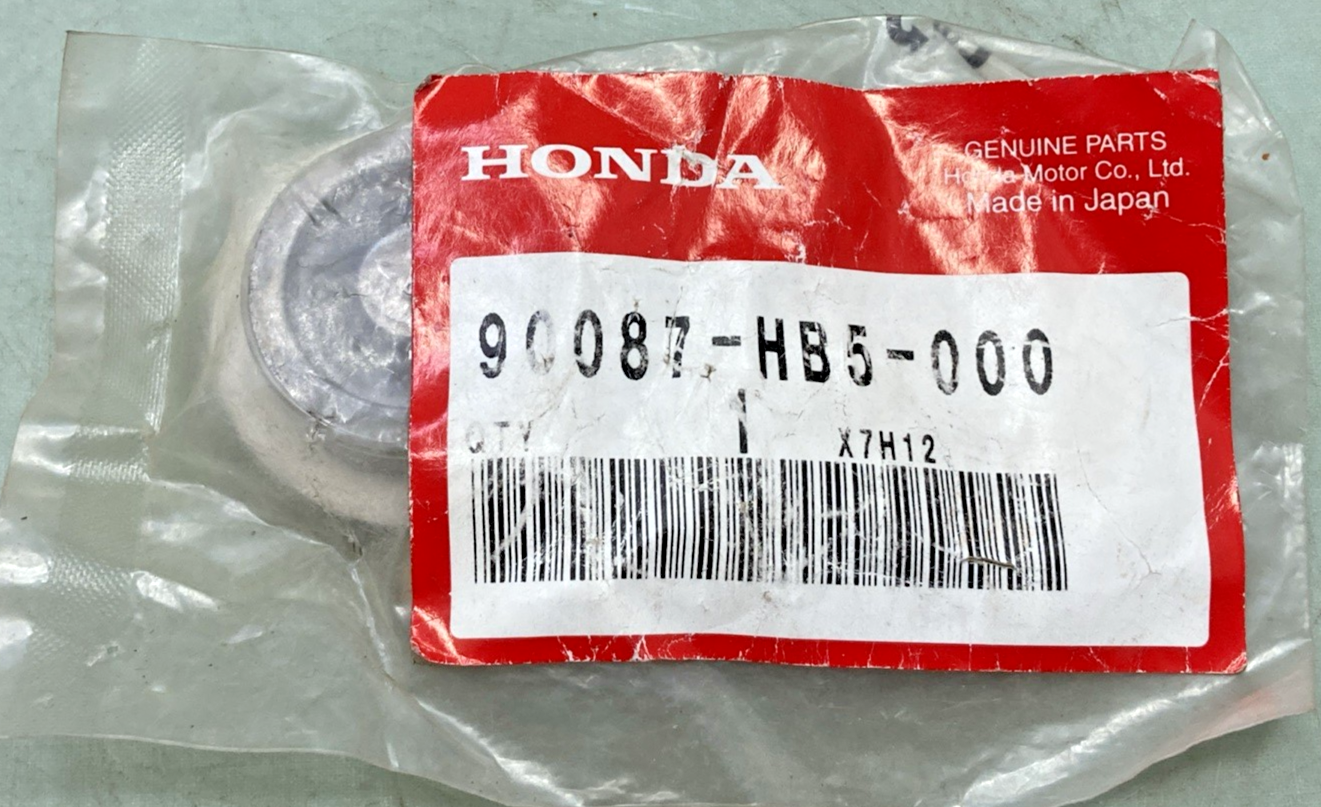 HONDA
GENUINE PARTS
Honda Motor Co., Ltd.
Made in Japan
90087-HB5-000
QTY 1 X7H12